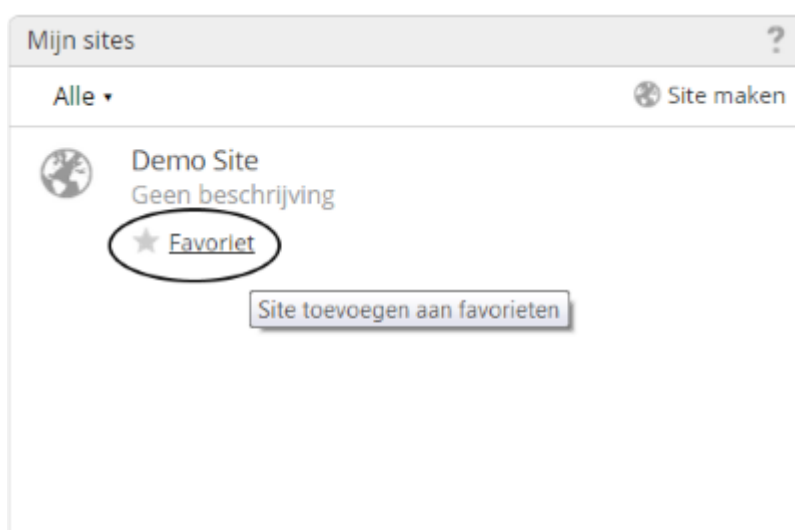 Mijn sites ?
Alle ▾ Site maken
Demo Site
Geen beschrijving
Favoriet
Site toevoegen aan favorieten